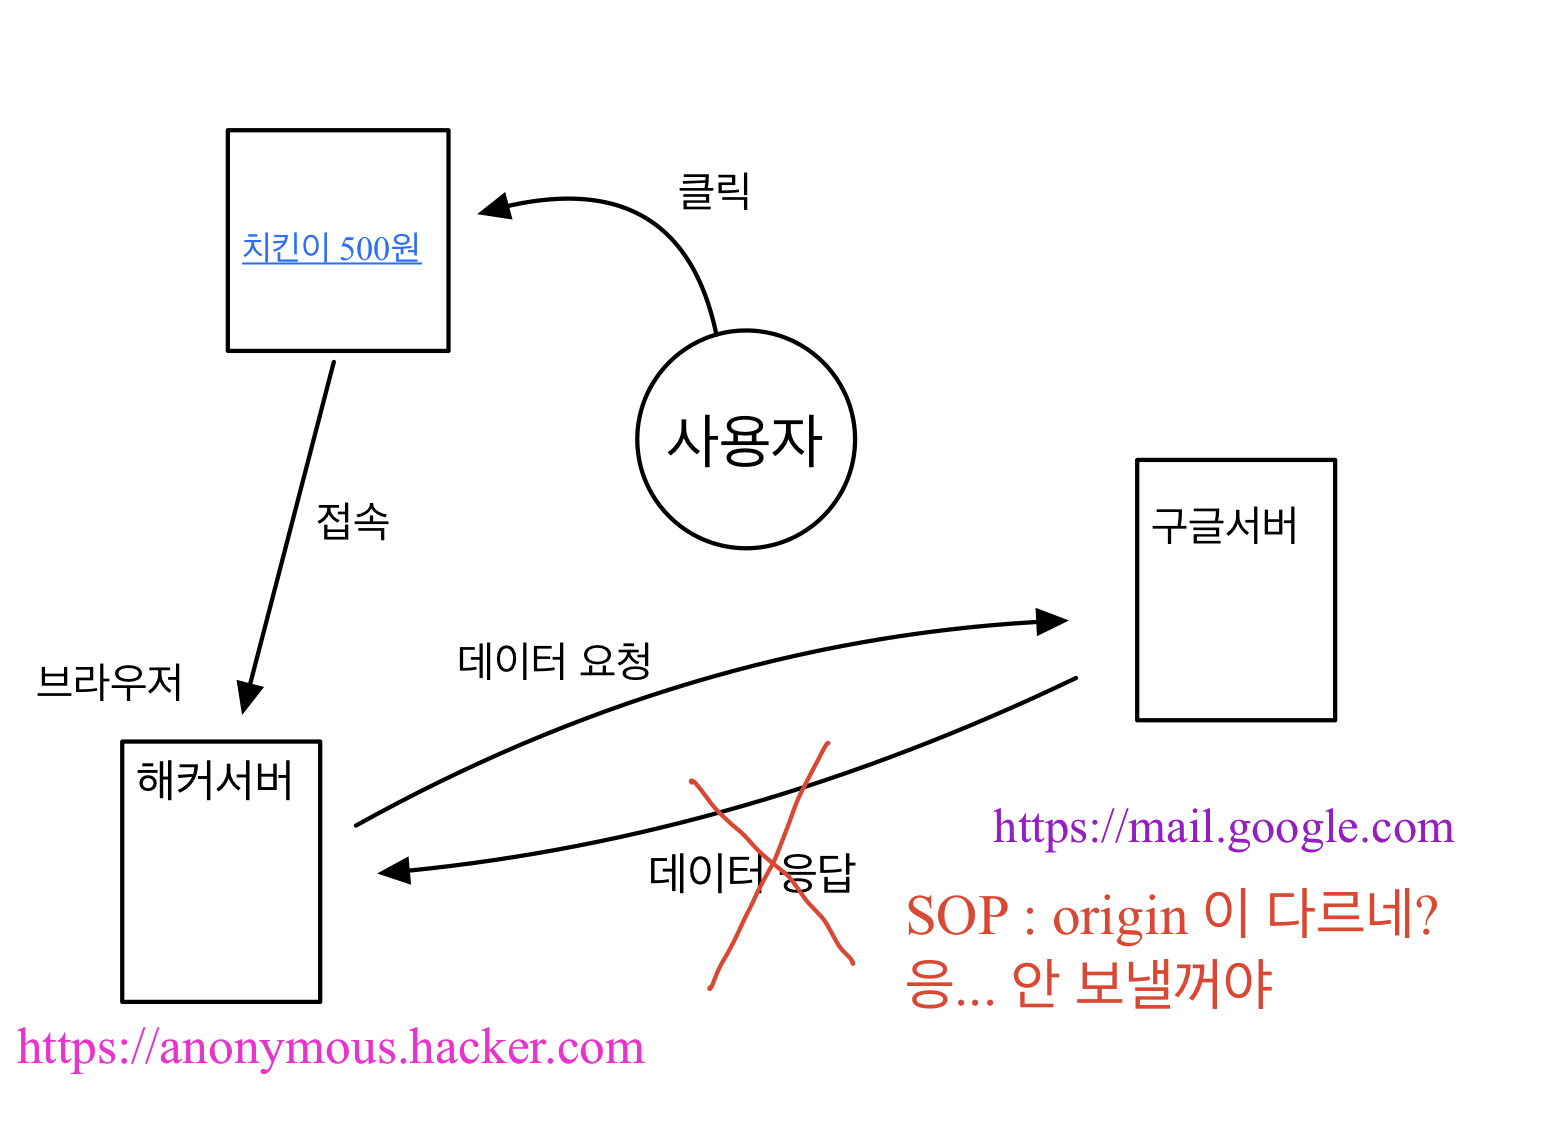 클릭
치킨이 500원
사용자
접속
구글서버
데이터 요청
브라우저
해커서버
https://mail.google.com
데이터 응답
SOP : origin 이 다르네?
응... 안 보낼꺼야
https://anonymous.hacker.com